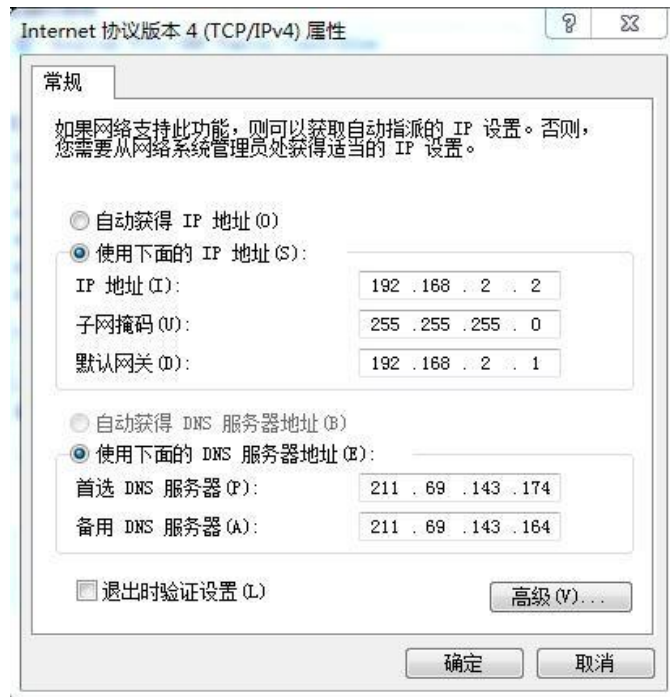 Internet 协议版本 4 (TCP/IPv4) 属性
常规
如果网络支持此功能，则可以获取自动指派的 IP 设置。否则，
您需要从网络系统管理员处获得适当的 IP 设置。
自动获得 IP 地址(O)
使用下面的 IP 地址(S):
IP 地址(I): 192 .168 . 2 . 2
子网掩码(U): 255 .255 .255 . 0
默认网关(D): 192 .168 . 2 . 1
自动获得 DNS 服务器地址(B)
使用下面的 DNS 服务器地址(E):
首选 DNS 服务器(P): 211 . 69 .143 .174
备用 DNS 服务器(A): 211 . 69 .143 .164
退出时验证设置(L)
高级(V)...
确定 取消